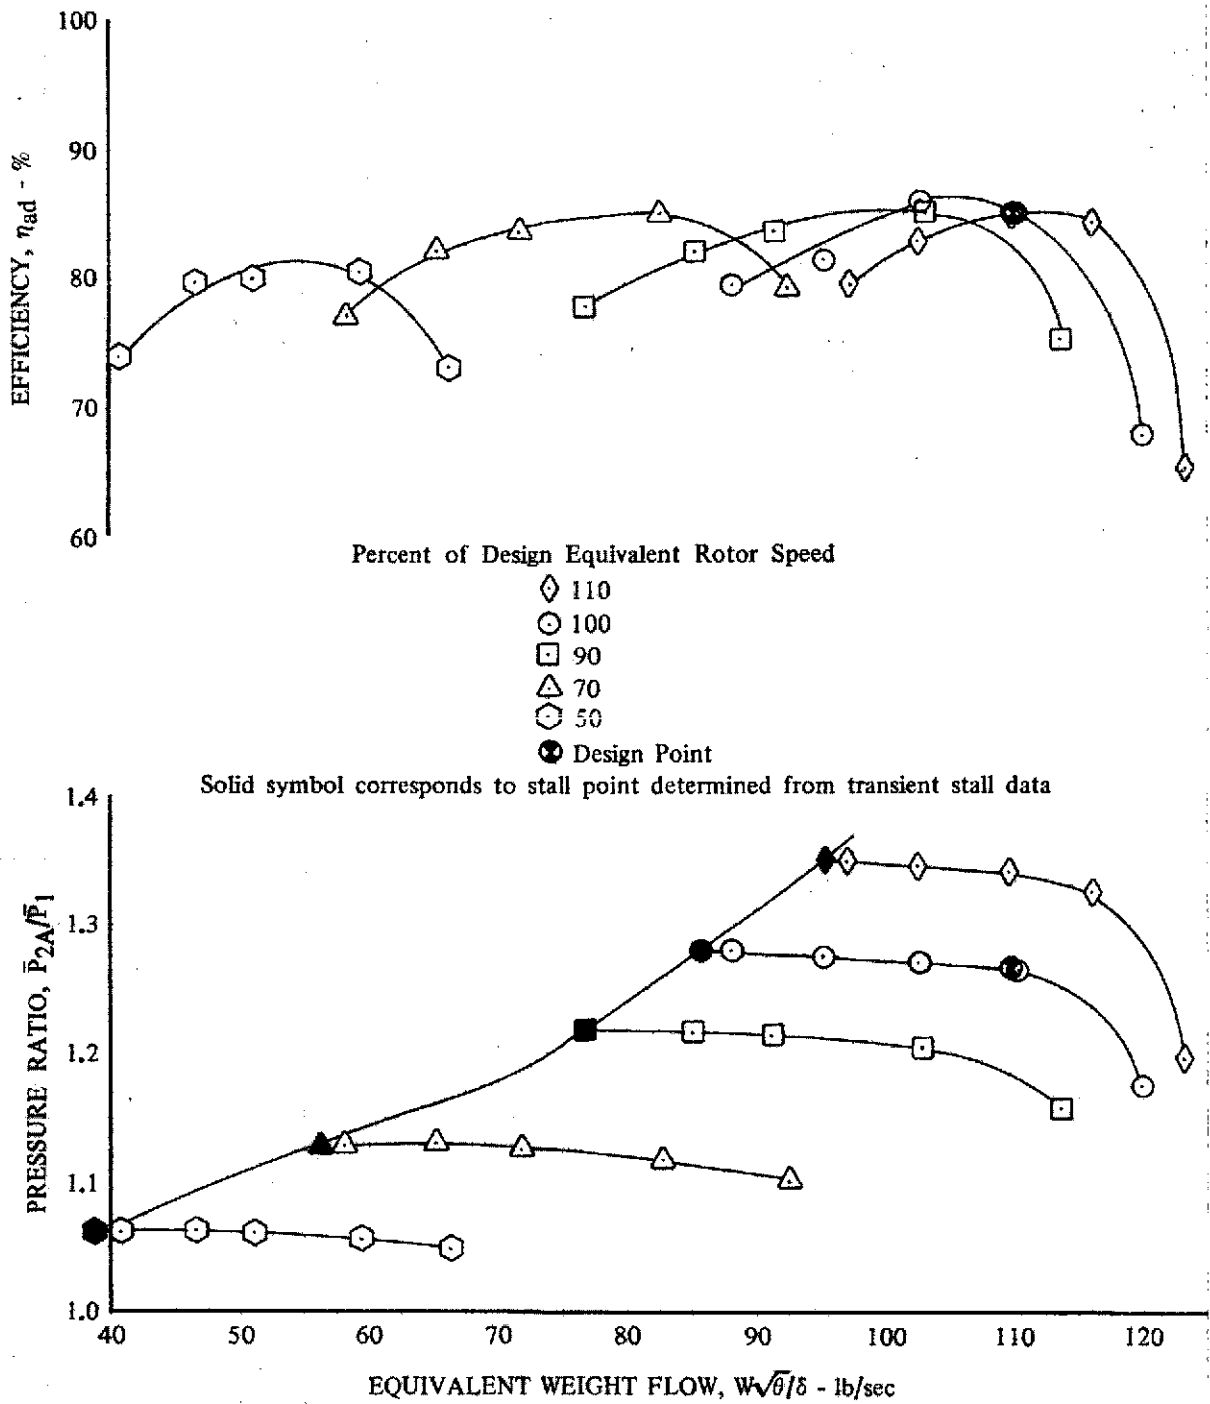 100
90
80
70
60
EFFICIENCY, ηad - %
Percent of Design Equivalent Rotor Speed
110
100
90
70
50
Design Point
Solid symbol corresponds to stall point determined from transient stall data
1.4
1.3
1.2
1.1
1.0
PRESSURE RATIO, P̄2A/P̄1
40 50 60 70 80 90 100 110 120
EQUIVALENT WEIGHT FLOW, W√θ/δ - lb/sec